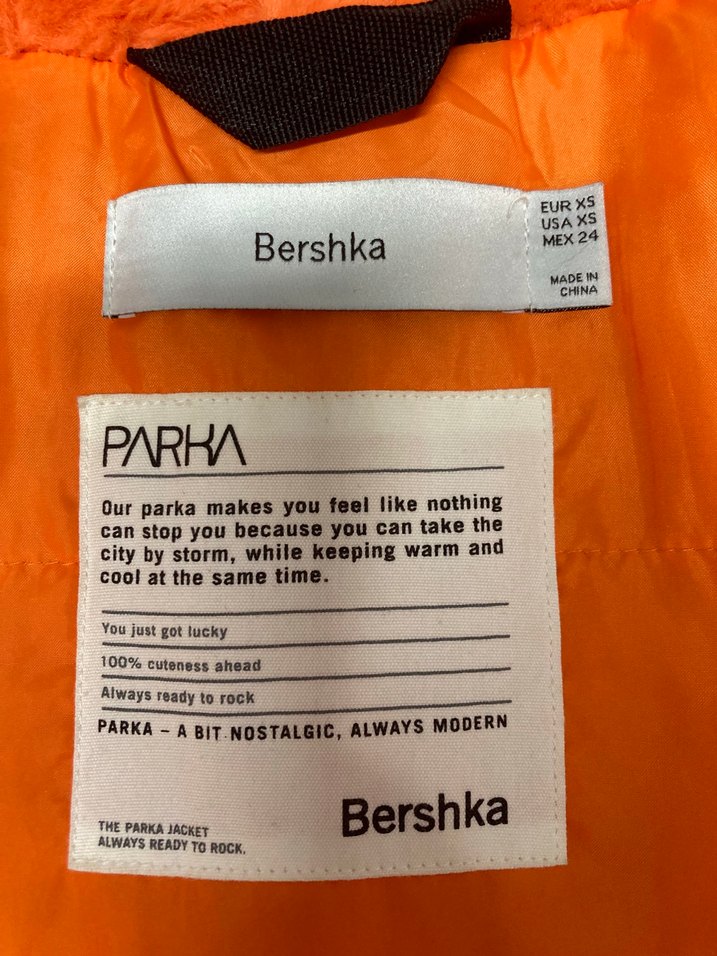 Bershka
EUR XS
USA XS
MEX 24
MADE IN
CHINA
PARKA
Our parka makes you feel like nothing
can stop you because you can take the
city by storm, while keeping warm and
cool at the same time.
You just got lucky
100% cuteness ahead
Always ready to rock
PARKA – A BIT NOSTALGIC, ALWAYS MODERN
Bershka
THE PARKA JACKET
ALWAYS READY TO ROCK.